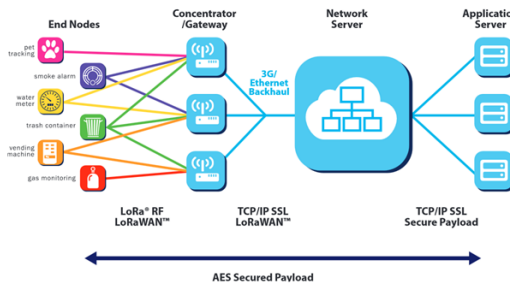 End Nodes
Concentrator
/Gateway
Network
Server
Application
Server
pet
tracking
smoke alarm
water
meter
trash container
vending
machine
gas monitoring
3G/
Ethernet
Backhaul
LoRa® RF
LoRaWAN™
TCP/IP SSL
LoRaWAN™
TCP/IP SSL
Secure Payload
AES Secured Payload